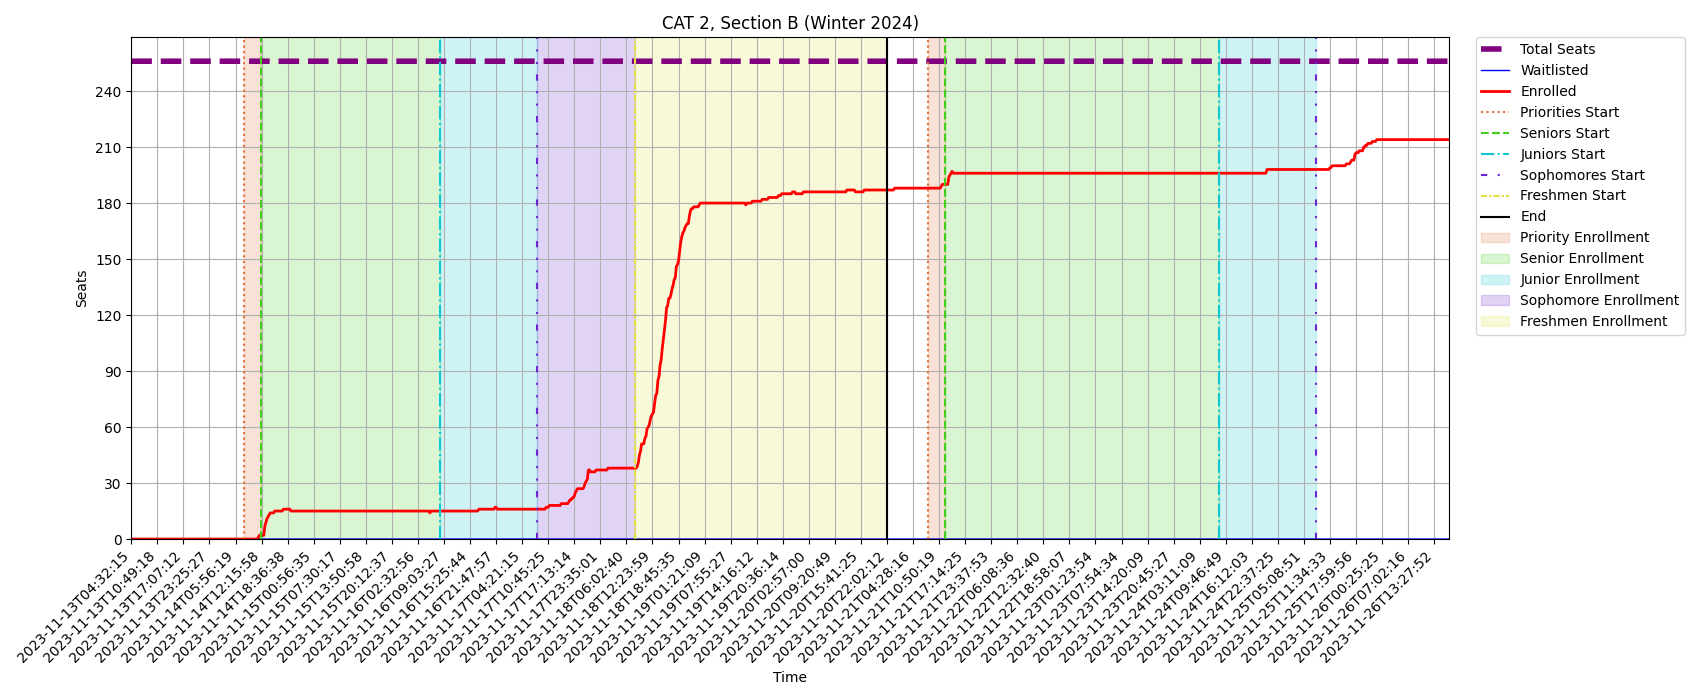 CAT 2, Section B (Winter 2024)
Seats
240
210
180
150
120
90
60
30
0
2023-11-13T04:32:15
2023-11-13T10:49:18
2023-11-13T17:07:12
2023-11-13T23:25:27
2023-11-14T05:56:19
2023-11-14T12:15:58
2023-11-14T18:36:38
2023-11-15T00:56:35
2023-11-15T07:30:17
2023-11-15T13:50:58
2023-11-15T20:12:37
2023-11-16T02:32:56
2023-11-16T09:03:27
2023-11-16T15:25:44
2023-11-16T21:47:57
2023-11-17T04:21:15
2023-11-17T10:45:25
2023-11-17T17:13:14
2023-11-17T23:35:01
2023-11-18T06:02:40
2023-11-18T12:23:59
2023-11-18T18:45:35
2023-11-19T01:21:09
2023-11-19T07:55:27
2023-11-19T14:16:12
2023-11-19T20:36:14
2023-11-20T02:57:00
2023-11-20T09:20:49
2023-11-20T15:41:25
2023-11-20T22:02:12
2023-11-21T04:28:16
2023-11-21T10:50:19
2023-11-21T17:14:25
2023-11-21T23:37:53
2023-11-22T06:08:36
2023-11-22T12:32:40
2023-11-22T18:58:07
2023-11-23T01:23:54
2023-11-23T07:54:34
2023-11-23T14:20:09
2023-11-23T20:45:27
2023-11-24T03:11:09
2023-11-24T09:46:49
2023-11-24T16:12:03
2023-11-24T22:37:25
2023-11-25T05:08:51
2023-11-25T11:34:33
2023-11-25T17:59:56
2023-11-26T00:25:25
2023-11-26T07:02:16
2023-11-26T13:27:52
Time
Total Seats
Waitlisted
Enrolled
Priorities Start
Seniors Start
Juniors Start
Sophomores Start
Freshmen Start
End
Priority Enrollment
Senior Enrollment
Junior Enrollment
Sophomore Enrollment
Freshmen Enrollment